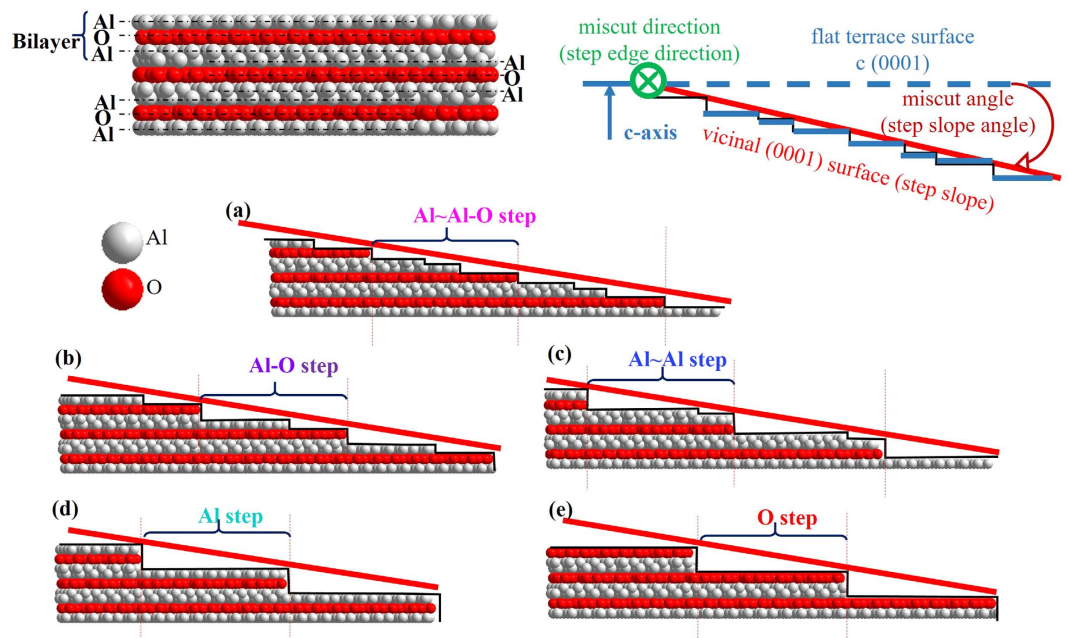 Bilayer
Al
O
Al
Al
O
Al
Al
O
Al
miscut direction
(step edge direction)
flat terrace surface
c (0001)
c-axis
miscut angle
(step slope angle)
vicinal (0001) surface (step slope)
Al
O
(a)
Al~Al-O step
(b)
Al-O step
(c)
Al~Al step
(d)
Al step
(e)
O step